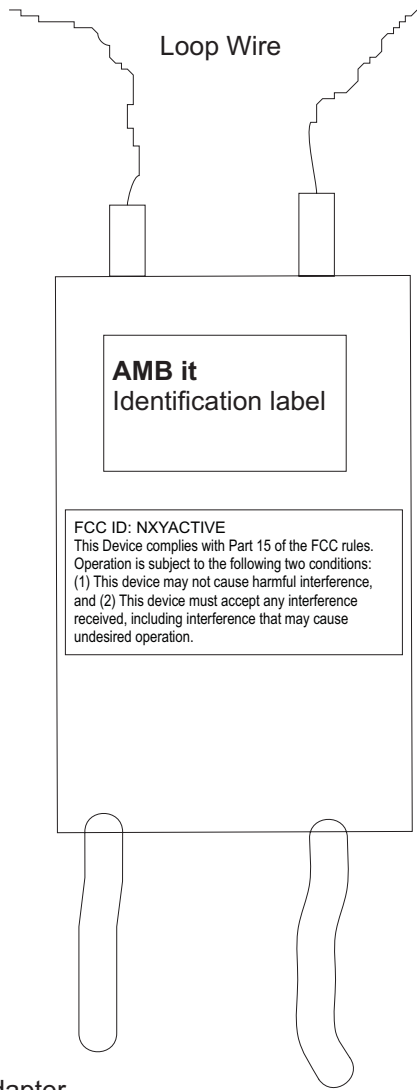 Loop Wire
AMB it
Identification label
FCC ID: NXYACTIVE
This Device complies with Part 15 of the FCC rules.
Operation is subject to the following two conditions:
(1) This device may not cause harmful interference,
and (2) This device must accept any interference
received, including interference that may cause
undesired operation.